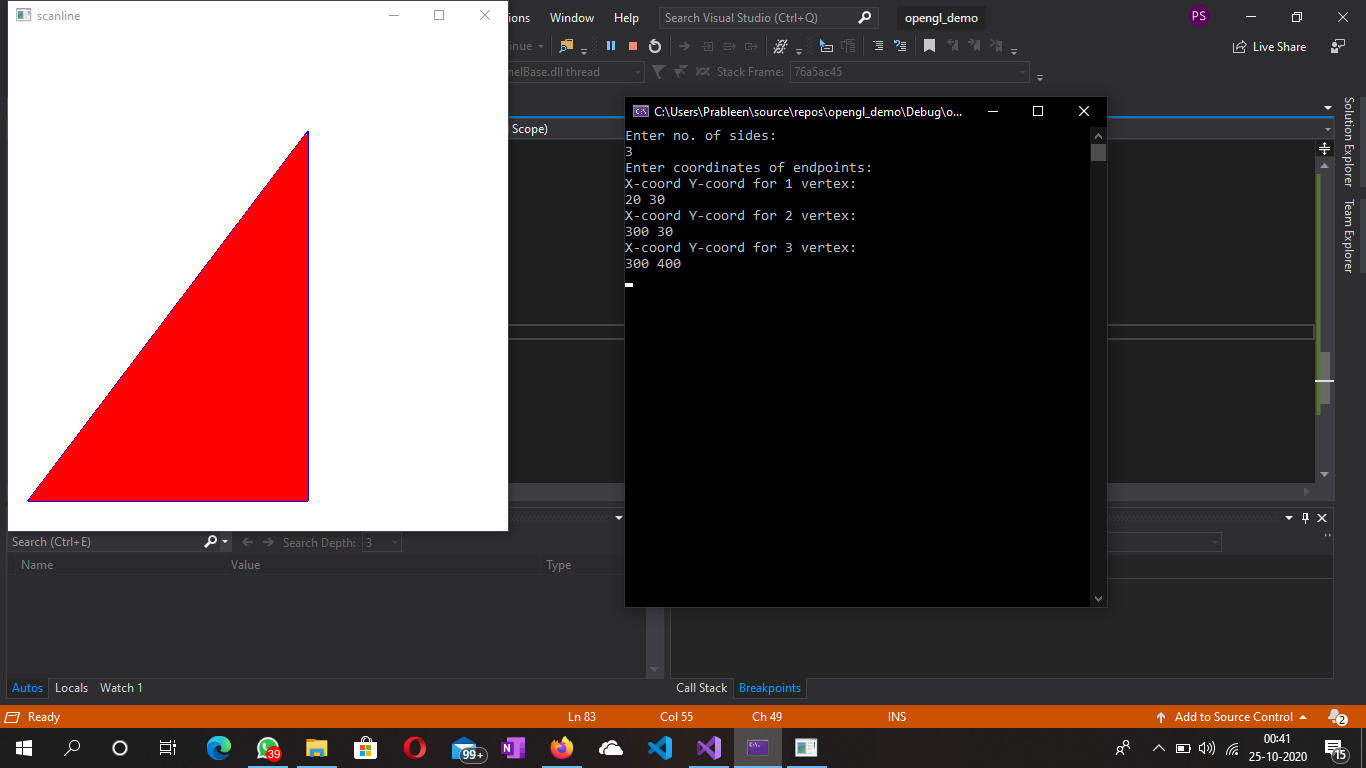 scanline
ions Window Help Search Visual Studio (Ctrl+Q) opengl_demo PS
nue Live Share
nelBase.dll thread Stack Frame: 76a5ac45
Scope)
C:\Users\Prableen\source\repos\opengl_demo\Debug\o...
Enter no. of sides:
3
Enter coordinates of endpoints:
X-coord Y-coord for 1 vertex:
20 30
X-coord Y-coord for 2 vertex:
300 30
X-coord Y-coord for 3 vertex:
300 400
Solution Explorer
Team Explorer
Search (Ctrl+E) Search Depth: 3
Name Value Type
Autos Locals Watch 1 Call Stack Breakpoints
Ready Ln 83 Col 55 Ch 49 INS Add to Source Control 2
39 99+ N 00:41
25-10-2020 15